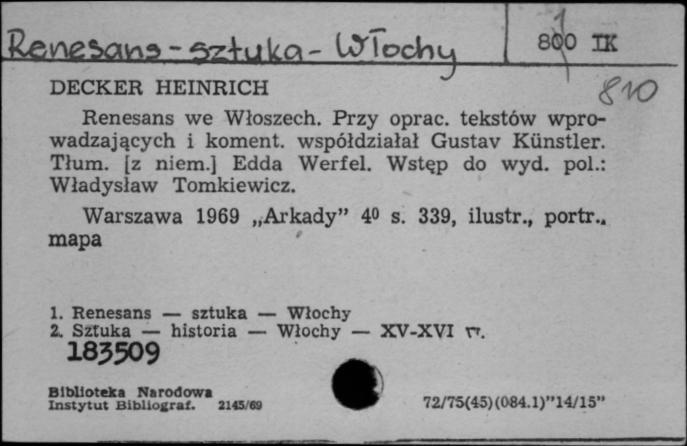 Renesans - sztuka - Włochy
800 IK
810
DECKER HEINRICH
Renesans we Włoszech. Przy oprac. tekstów wpro-
wadzających i koment. współdziałał Gustav Künstler.
Tłum. [z niem.] Edda Werfel. Wstęp do wyd. pol.:
Władysław Tomkiewicz.
Warszawa 1969 „Arkady” 4⁰ s. 339, ilustr., portr.,
mapa
1. Renesans — sztuka — Włochy
2. Sztuka — historia — Włochy — XV-XVI w.
183509
Biblioteka Narodowa
Instytut Bibliograf. 2145/69
72/75(45)(084.1)”14/15”